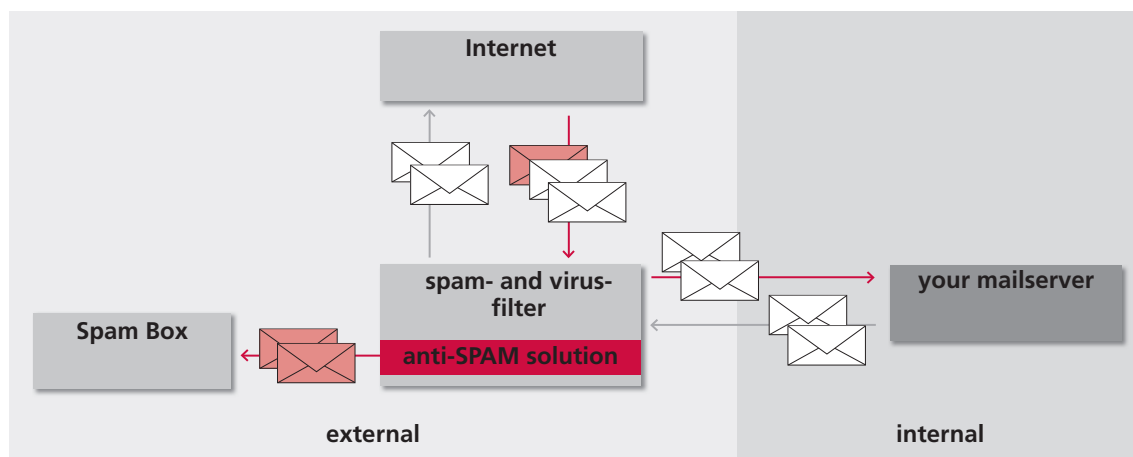 Internet
spam- and virus-
filter
your mailserver
Spam Box
anti-SPAM solution
external
internal